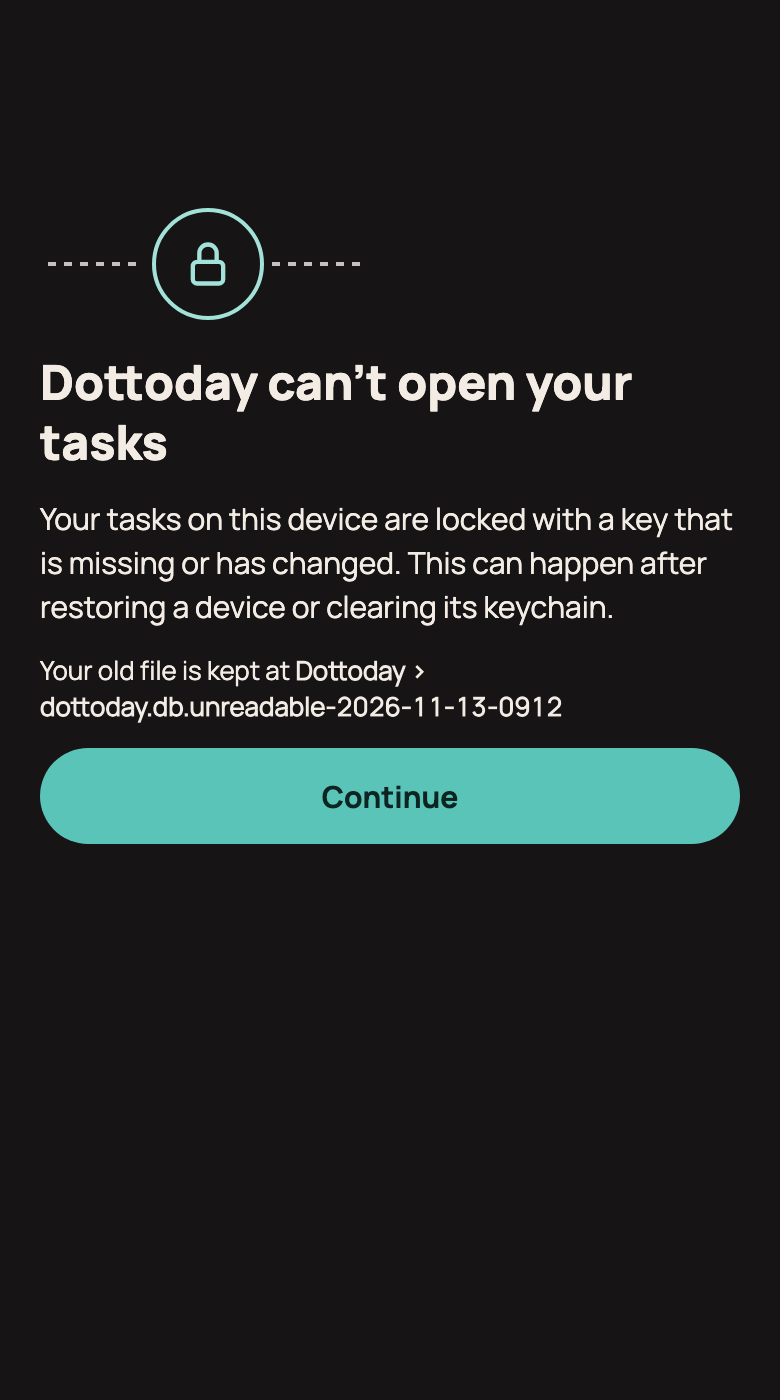 Dottoday can’t open your
tasks
Your tasks on this device are locked with a key that
is missing or has changed. This can happen after
restoring a device or clearing its keychain.
Your old file is kept at Dottoday ›
dottoday.db.unreadable-2026-11-13-0912
Continue